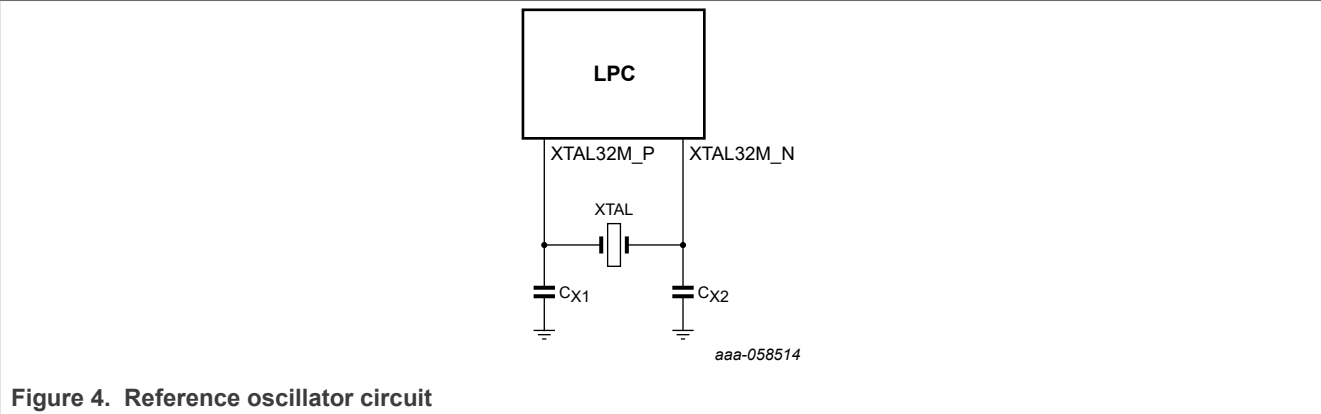 LPC
XTAL32M_P
XTAL32M_N
XTAL
CX1
CX2
aaa-058514
Figure 4. Reference oscillator circuit